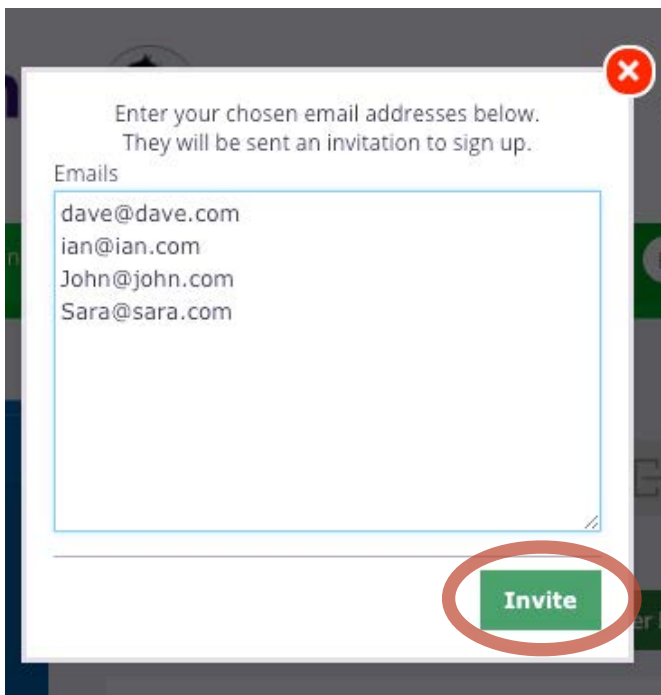 Enter your chosen email addresses below.
They will be sent an invitation to sign up.
Emails
dave@dave.com
ian@ian.com
John@john.com
Sara@sara.com
Invite